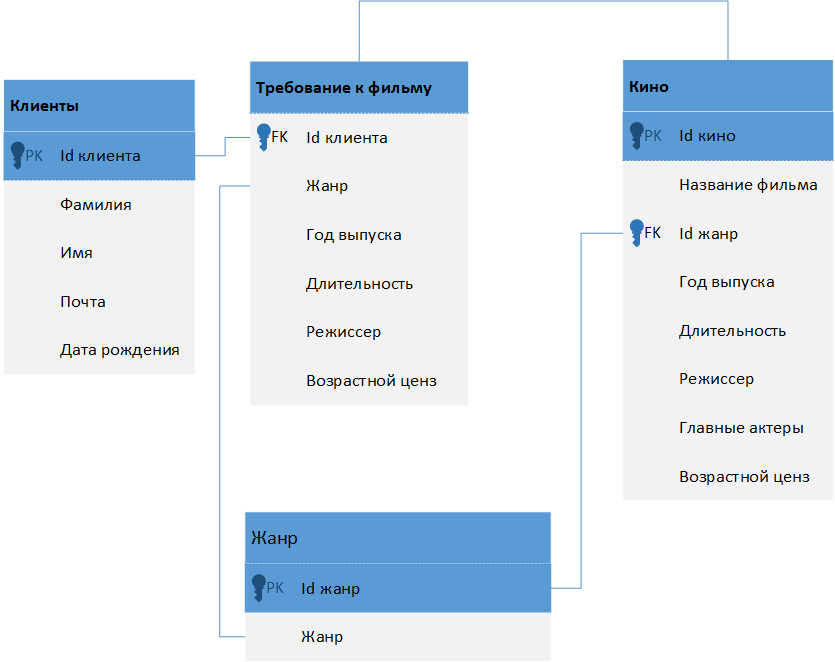 Клиенты
PK Id клиента
Фамилия
Имя
Почта
Дата рождения
Требование к фильму
FK Id клиента
Жанр
Год выпуска
Длительность
Режиссер
Возрастной ценз
Кино
PK Id кино
Название фильма
FK Id жанр
Год выпуска
Длительность
Режиссер
Главные актеры
Возрастной ценз
Жанр
PK Id жанр
Жанр